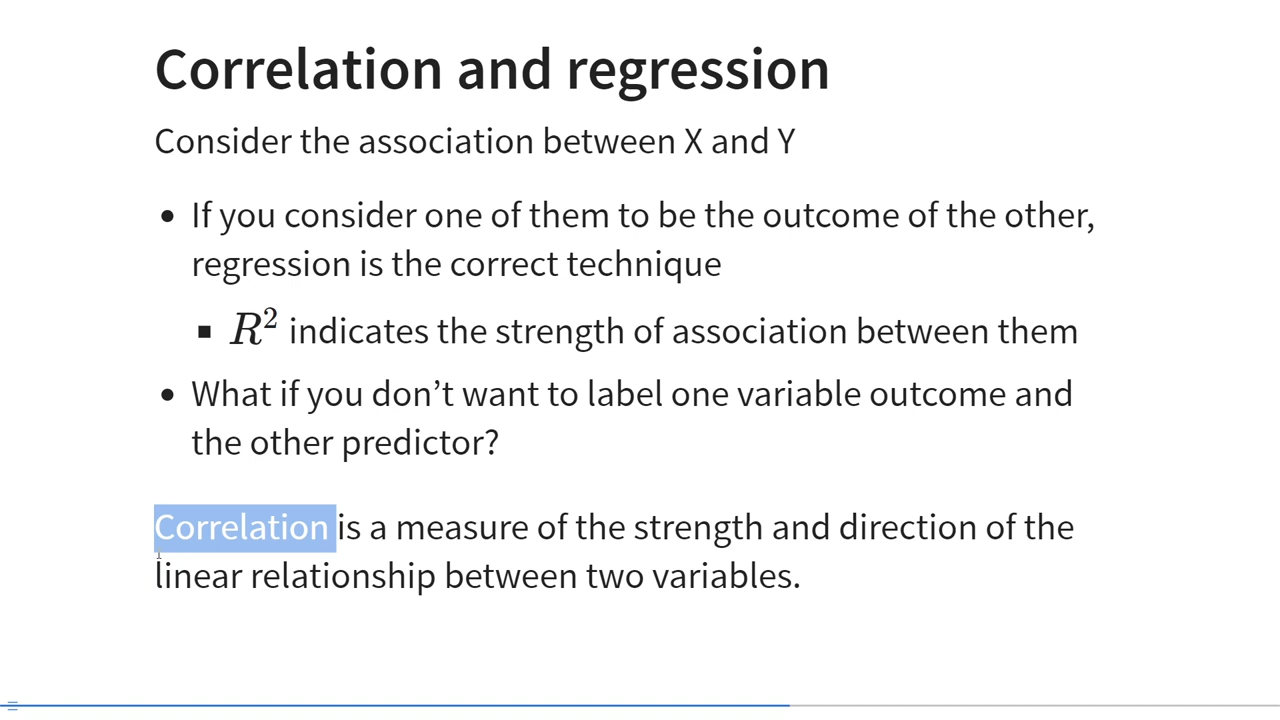 Correlation and regression
Consider the association between X and Y
• If you consider one of them to be the outcome of the other,
regression is the correct technique
▪ R² indicates the strength of association between them
• What if you don’t want to label one variable outcome and
the other predictor?
Correlation is a measure of the strength and direction of the
linear relationship between two variables.